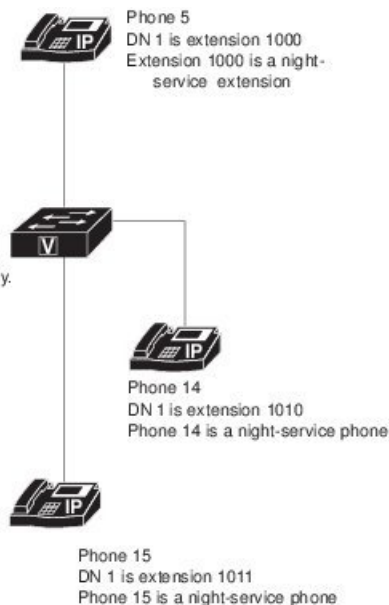 Phone 5
DN 1 is extension 1000
Extension 1000 is a night-
service extension
IP
V
y.
IP
Phone 14
DN 1 is extension 1010
Phone 14 is a night-service phone
IP
Phone 15
DN 1 is extension 1011
Phone 15 is a night-service phone